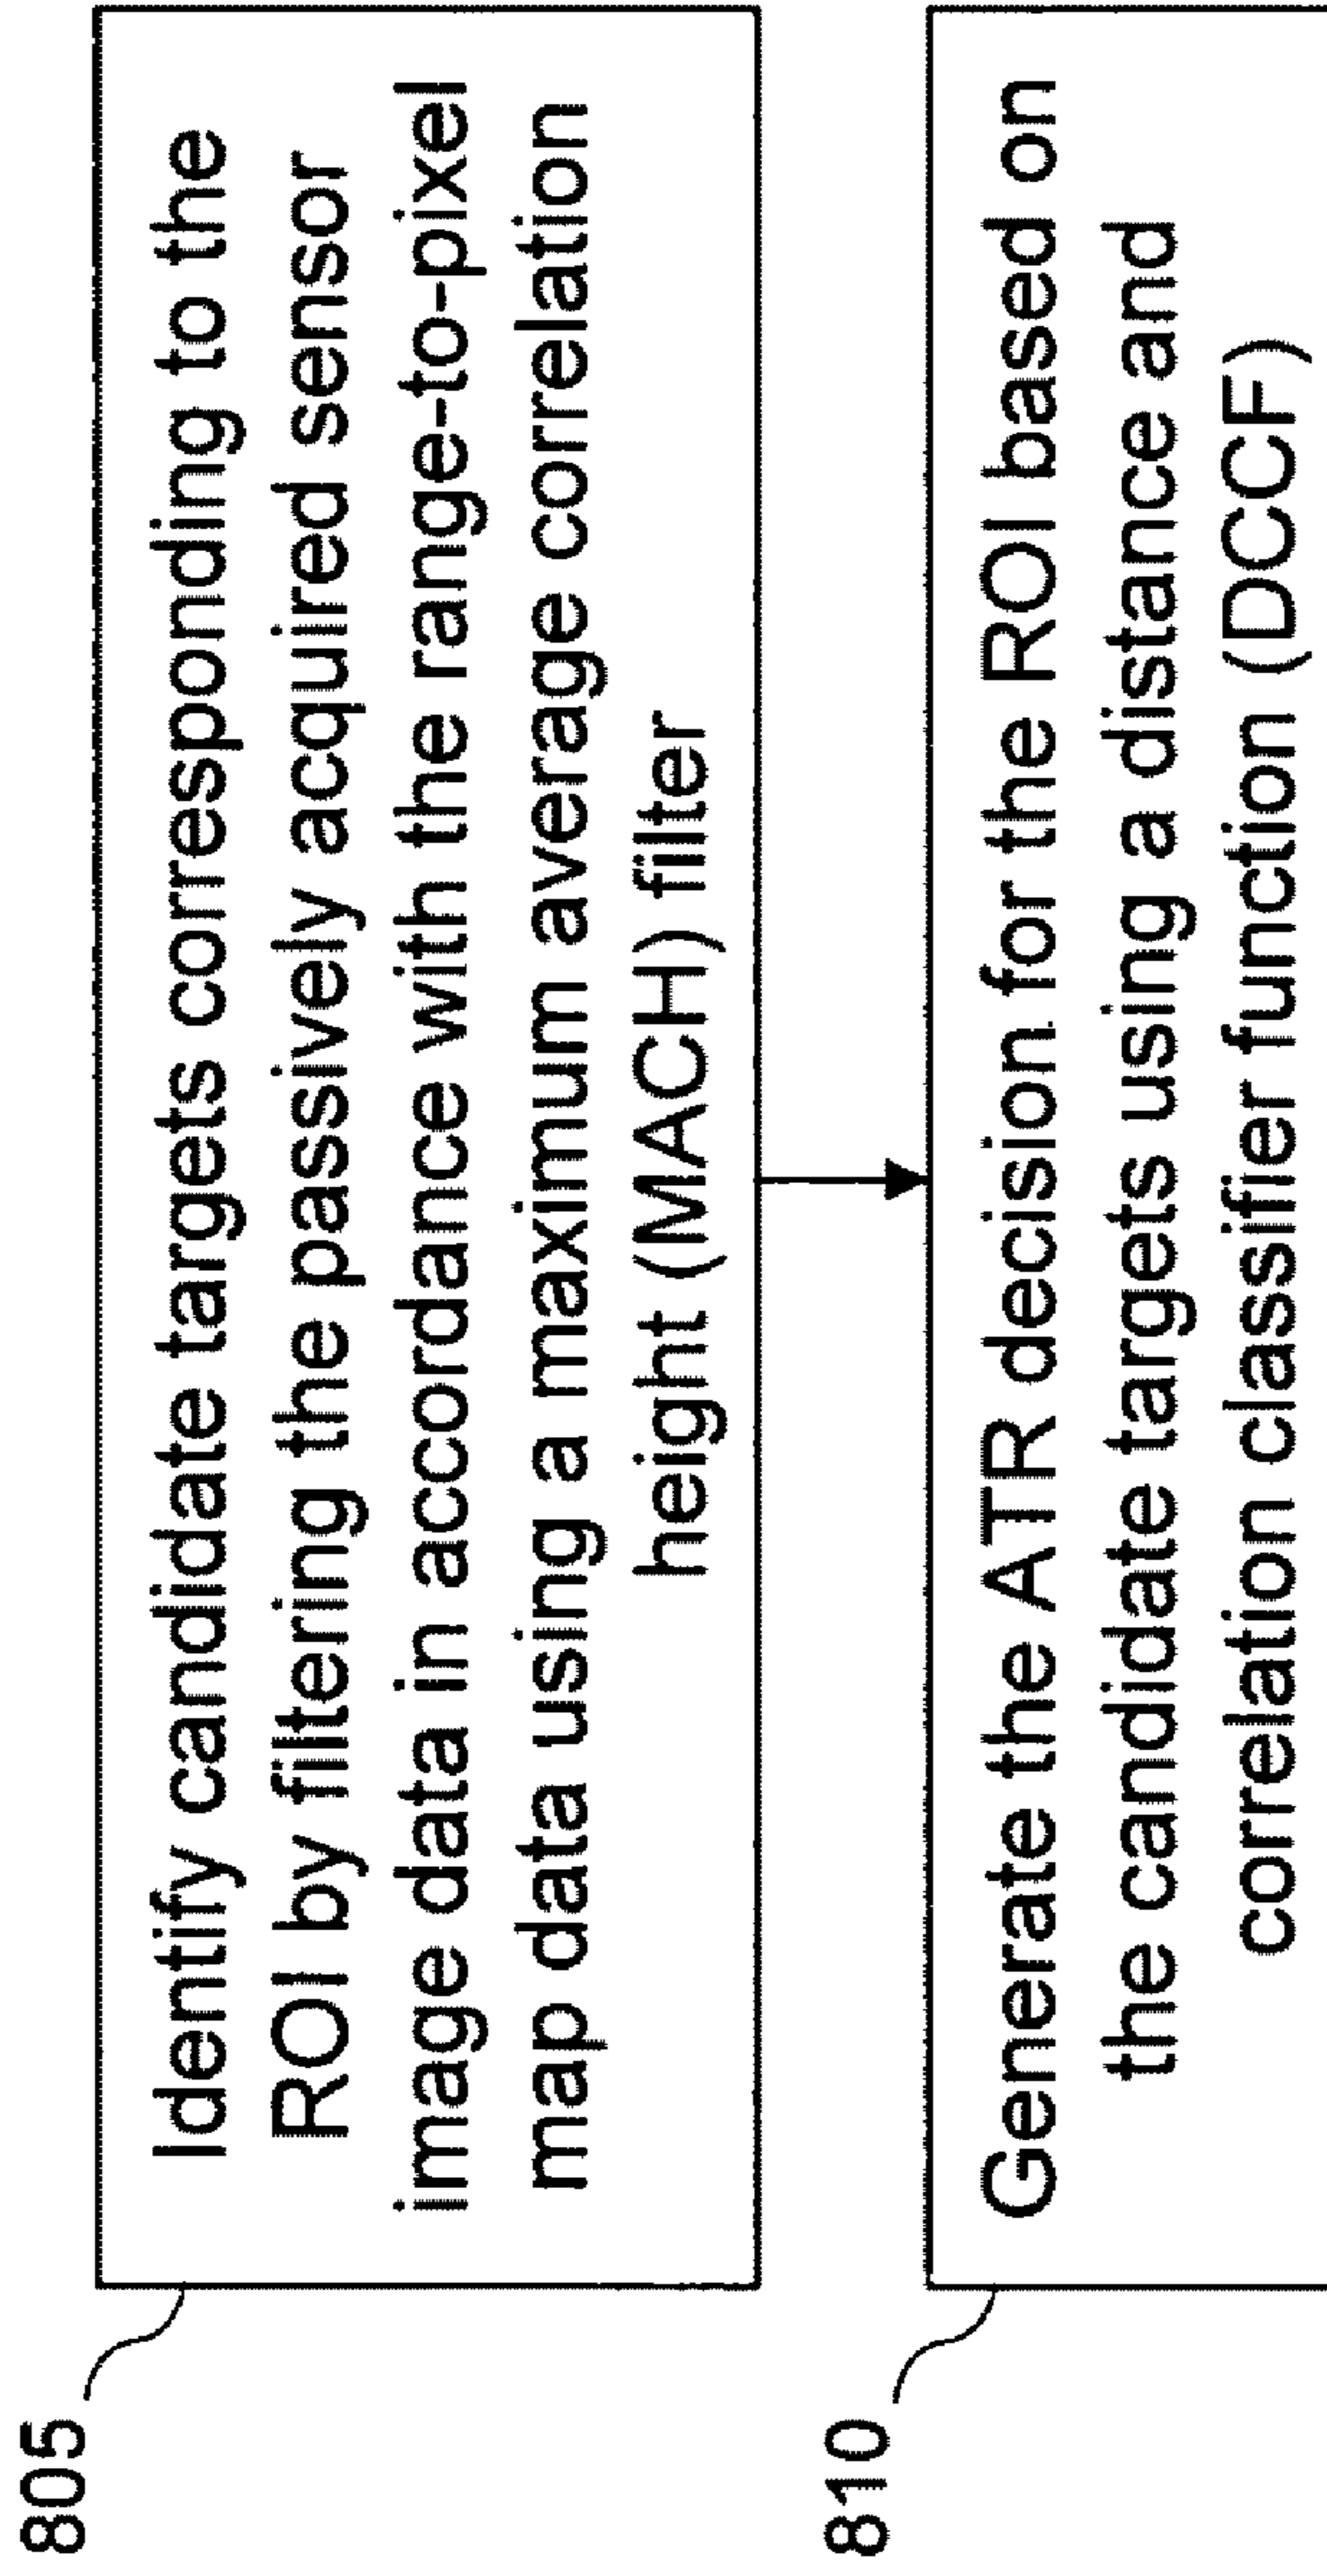 805
Identify candidate targets corresponding to the
ROI by filtering the passively acquired sensor
image data in accordance with the range-to-pixel
map data using a maximum average correlation
height (MACH) filter
810
Generate the ATR decision for the ROI based on
the candidate targets using a distance and
correlation classifier function (DCCF)